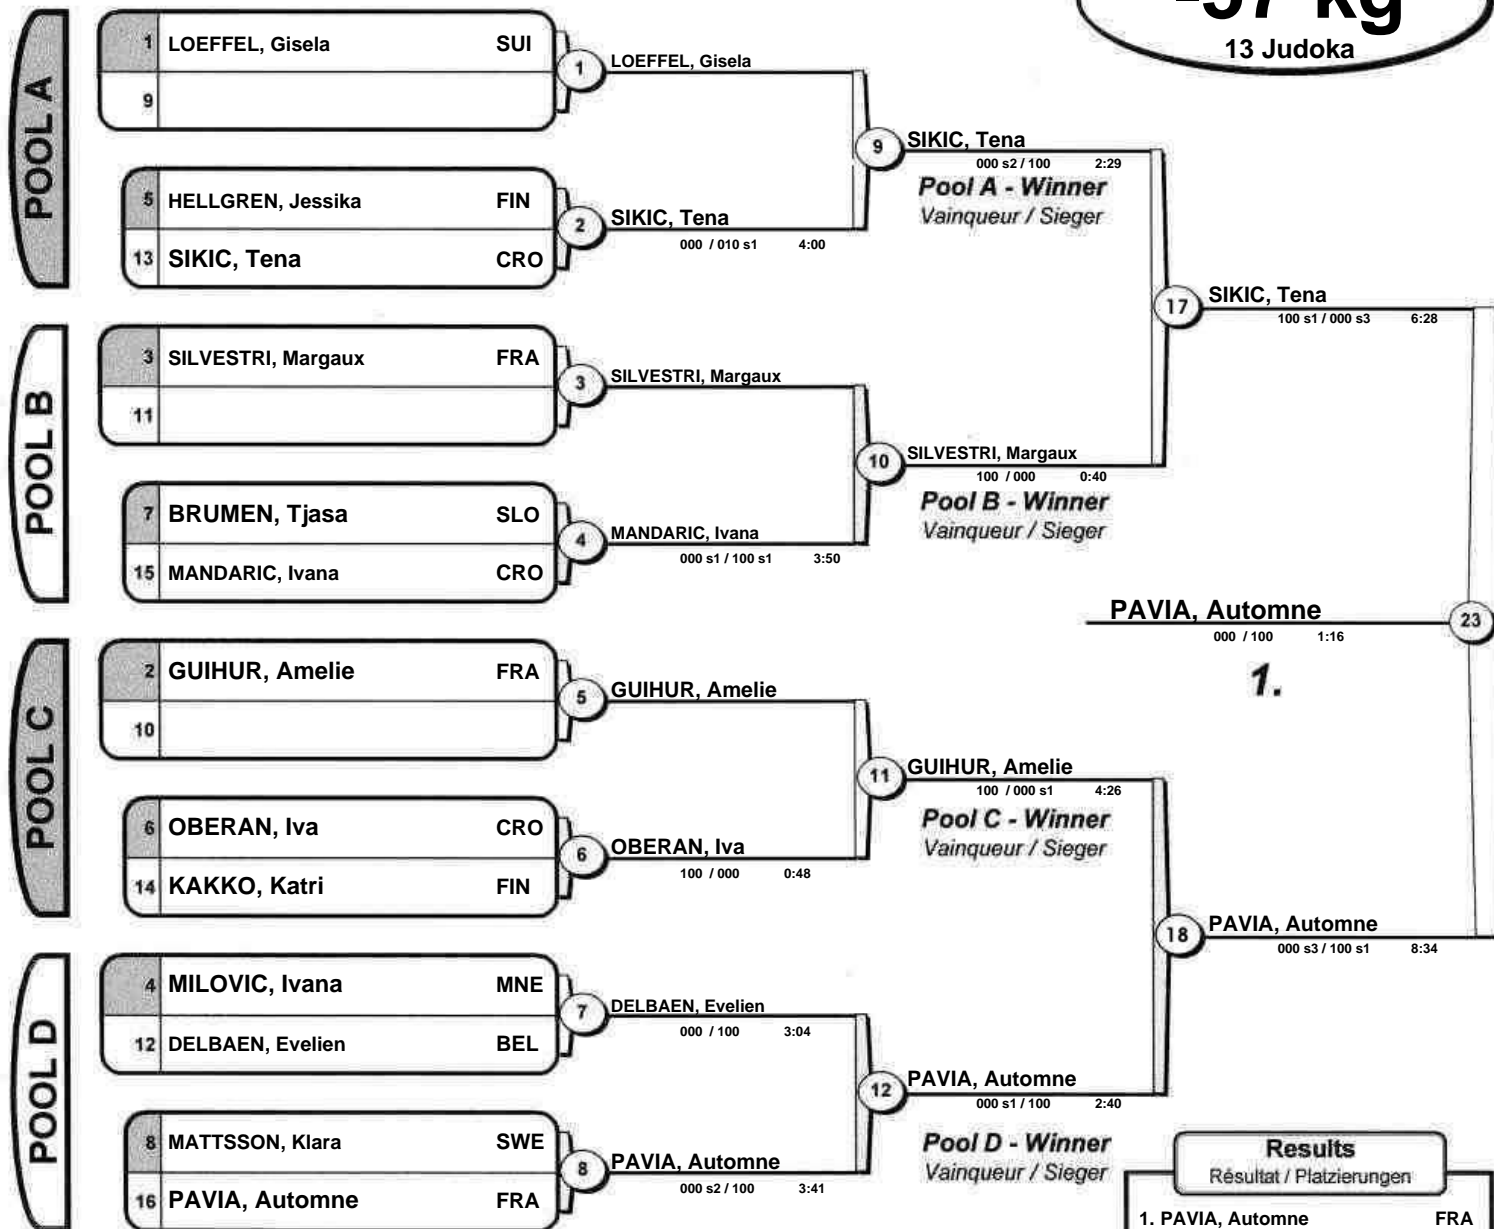 -57 kg
13 Judoka
POOL A
1 LOEFFEL, Gisela SUI
9
1 LOEFFEL, Gisela
5 HELLGREN, Jessika FIN
13 SIKIC, Tena CRO
2 SIKIC, Tena
000 / 010 s1 4:00
9 SIKIC, Tena
000 s2 / 100 2:29
Pool A - Winner
Vainqueur / Sieger
POOL B
3 SILVESTRI, Margaux FRA
11
3 SILVESTRI, Margaux
7 BRUMEN, Tjasa SLO
15 MANDARIC, Ivana CRO
4 MANDARIC, Ivana
000 s1 / 100 s1 3:50
10 SILVESTRI, Margaux
100 / 000 0:40
Pool B - Winner
Vainqueur / Sieger
17 SIKIC, Tena
100 s1 / 000 s3 6:28
PAVIA, Automne 23
000 / 100 1:16
1.
POOL C
2 GUIHUR, Amelie FRA
10
5 GUIHUR, Amelie
6 OBERAN, Iva CRO
14 KAKKO, Katri FIN
6 OBERAN, Iva
100 / 000 0:48
11 GUIHUR, Amelie
100 / 000 s1 4:26
Pool C - Winner
Vainqueur / Sieger
18 PAVIA, Automne
000 s3 / 100 s1 8:34
POOL D
4 MILOVIC, Ivana MNE
12 DELBAEN, Evelien BEL
7 DELBAEN, Evelien
000 / 100 3:04
8 MATTSSON, Klara SWE
16 PAVIA, Automne FRA
8 PAVIA, Automne
000 s2 / 100 3:41
12 PAVIA, Automne
000 s1 / 100 2:40
Pool D - Winner
Vainqueur / Sieger
Results
Résultat / Platzierungen
1. PAVIA, Automne FRA